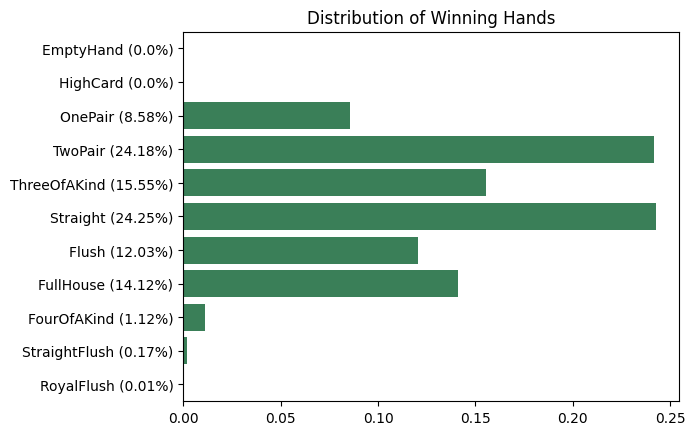 Distribution of Winning Hands
EmptyHand (0.0%)
HighCard (0.0%)
OnePair (8.58%)
TwoPair (24.18%)
ThreeOfAKind (15.55%)
Straight (24.25%)
Flush (12.03%)
FullHouse (14.12%)
FourOfAKind (1.12%)
StraightFlush (0.17%)
RoyalFlush (0.01%)
0.00 0.05 0.10 0.15 0.20 0.25